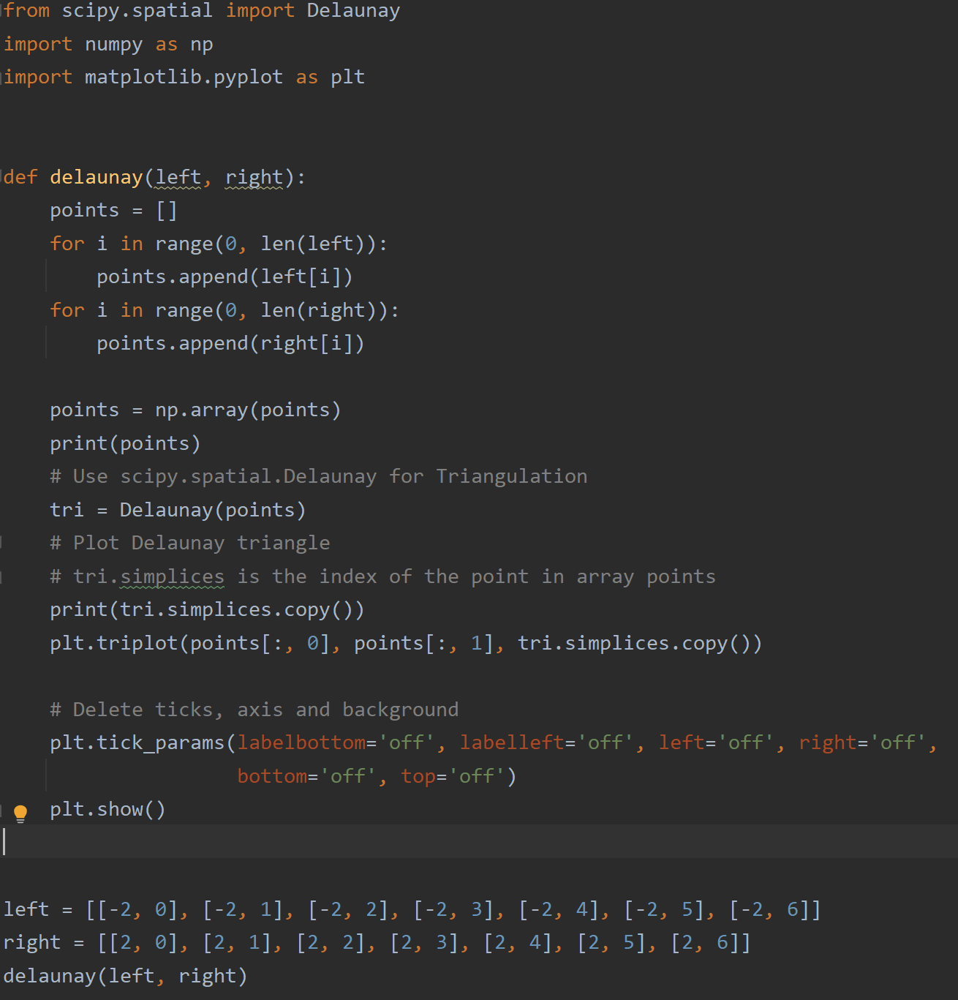 from scipy.spatial import Delaunay
import numpy as np
import matplotlib.pyplot as plt
def delaunay(left, right):
    points = []
    for i in range(0, len(left)):
        points.append(left[i])
    for i in range(0, len(right)):
        points.append(right[i])
    points = np.array(points)
    print(points)
    # Use scipy.spatial.Delaunay for Triangulation
    tri = Delaunay(points)
    # Plot Delaunay triangle
    # tri.simplices is the index of the point in array points
    print(tri.simplices.copy())
    plt.triplot(points[:, 0], points[:, 1], tri.simplices.copy())
    # Delete ticks, axis and background
    plt.tick_params(labelbottom='off', labelleft='off', left='off', right='off',
                    bottom='off', top='off')
    plt.show()
left = [[-2, 0], [-2, 1], [-2, 2], [-2, 3], [-2, 4], [-2, 5], [-2, 6]]
right = [[2, 0], [2, 1], [2, 2], [2, 3], [2, 4], [2, 5], [2, 6]]
delaunay(left, right)